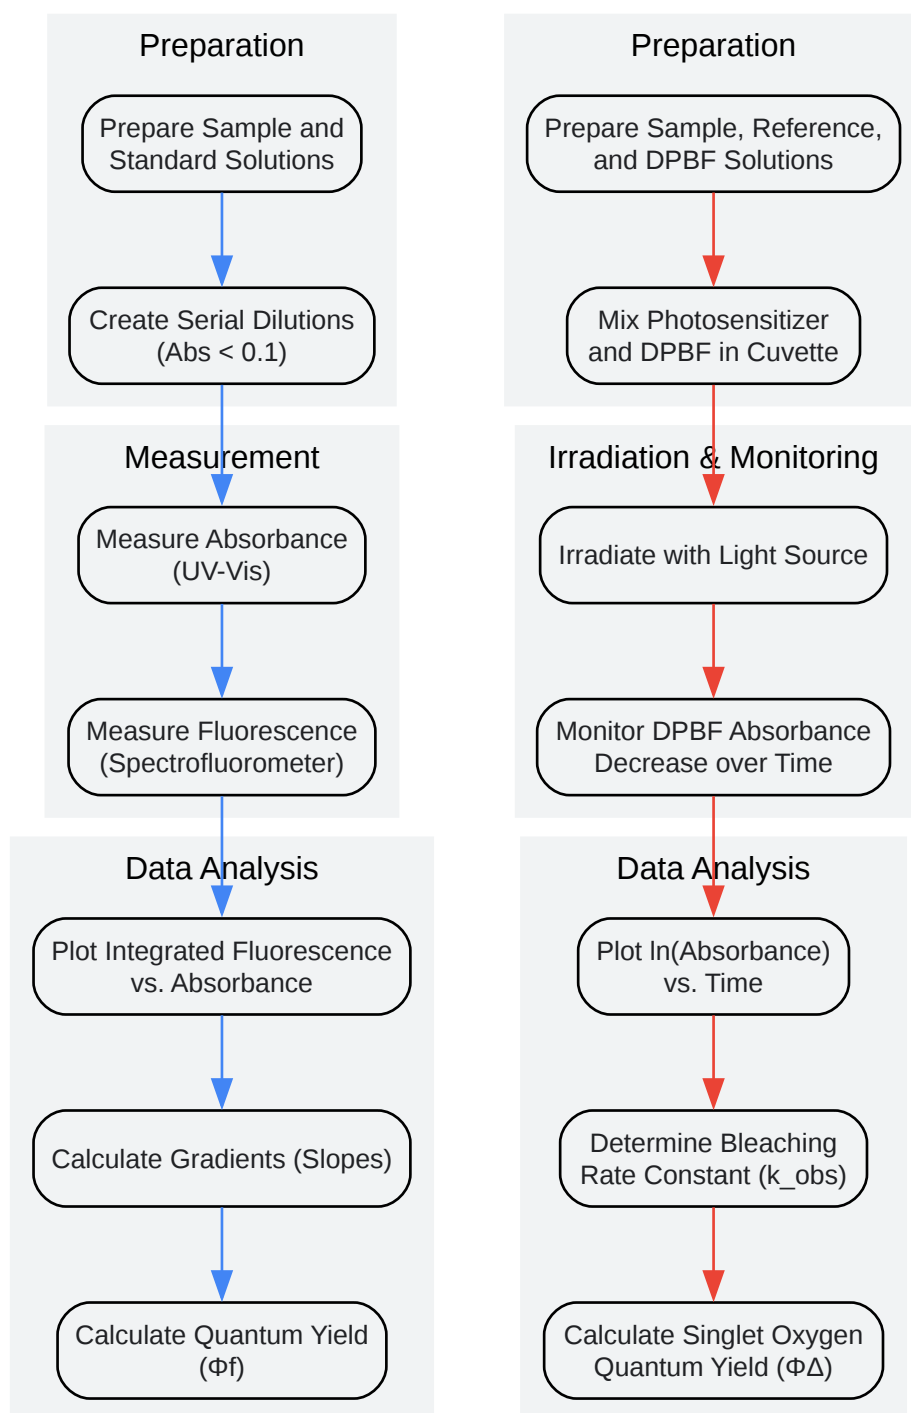 Preparation
Prepare Sample and
Standard Solutions
Create Serial Dilutions
(Abs < 0.1)
Measurement
Measure Absorbance
(UV-Vis)
Measure Fluorescence
(Spectrofluorometer)
Data Analysis
Plot Integrated Fluorescence
vs. Absorbance
Calculate Gradients (Slopes)
Calculate Quantum Yield
(Φf)
Preparation
Prepare Sample, Reference,
and DPBF Solutions
Mix Photosensitizer
and DPBF in Cuvette
Irradiation & Monitoring
Irradiate with Light Source
Monitor DPBF Absorbance
Decrease over Time
Data Analysis
Plot ln(Absorbance)
vs. Time
Determine Bleaching
Rate Constant (k_obs)
Calculate Singlet Oxygen
Quantum Yield (ΦΔ)